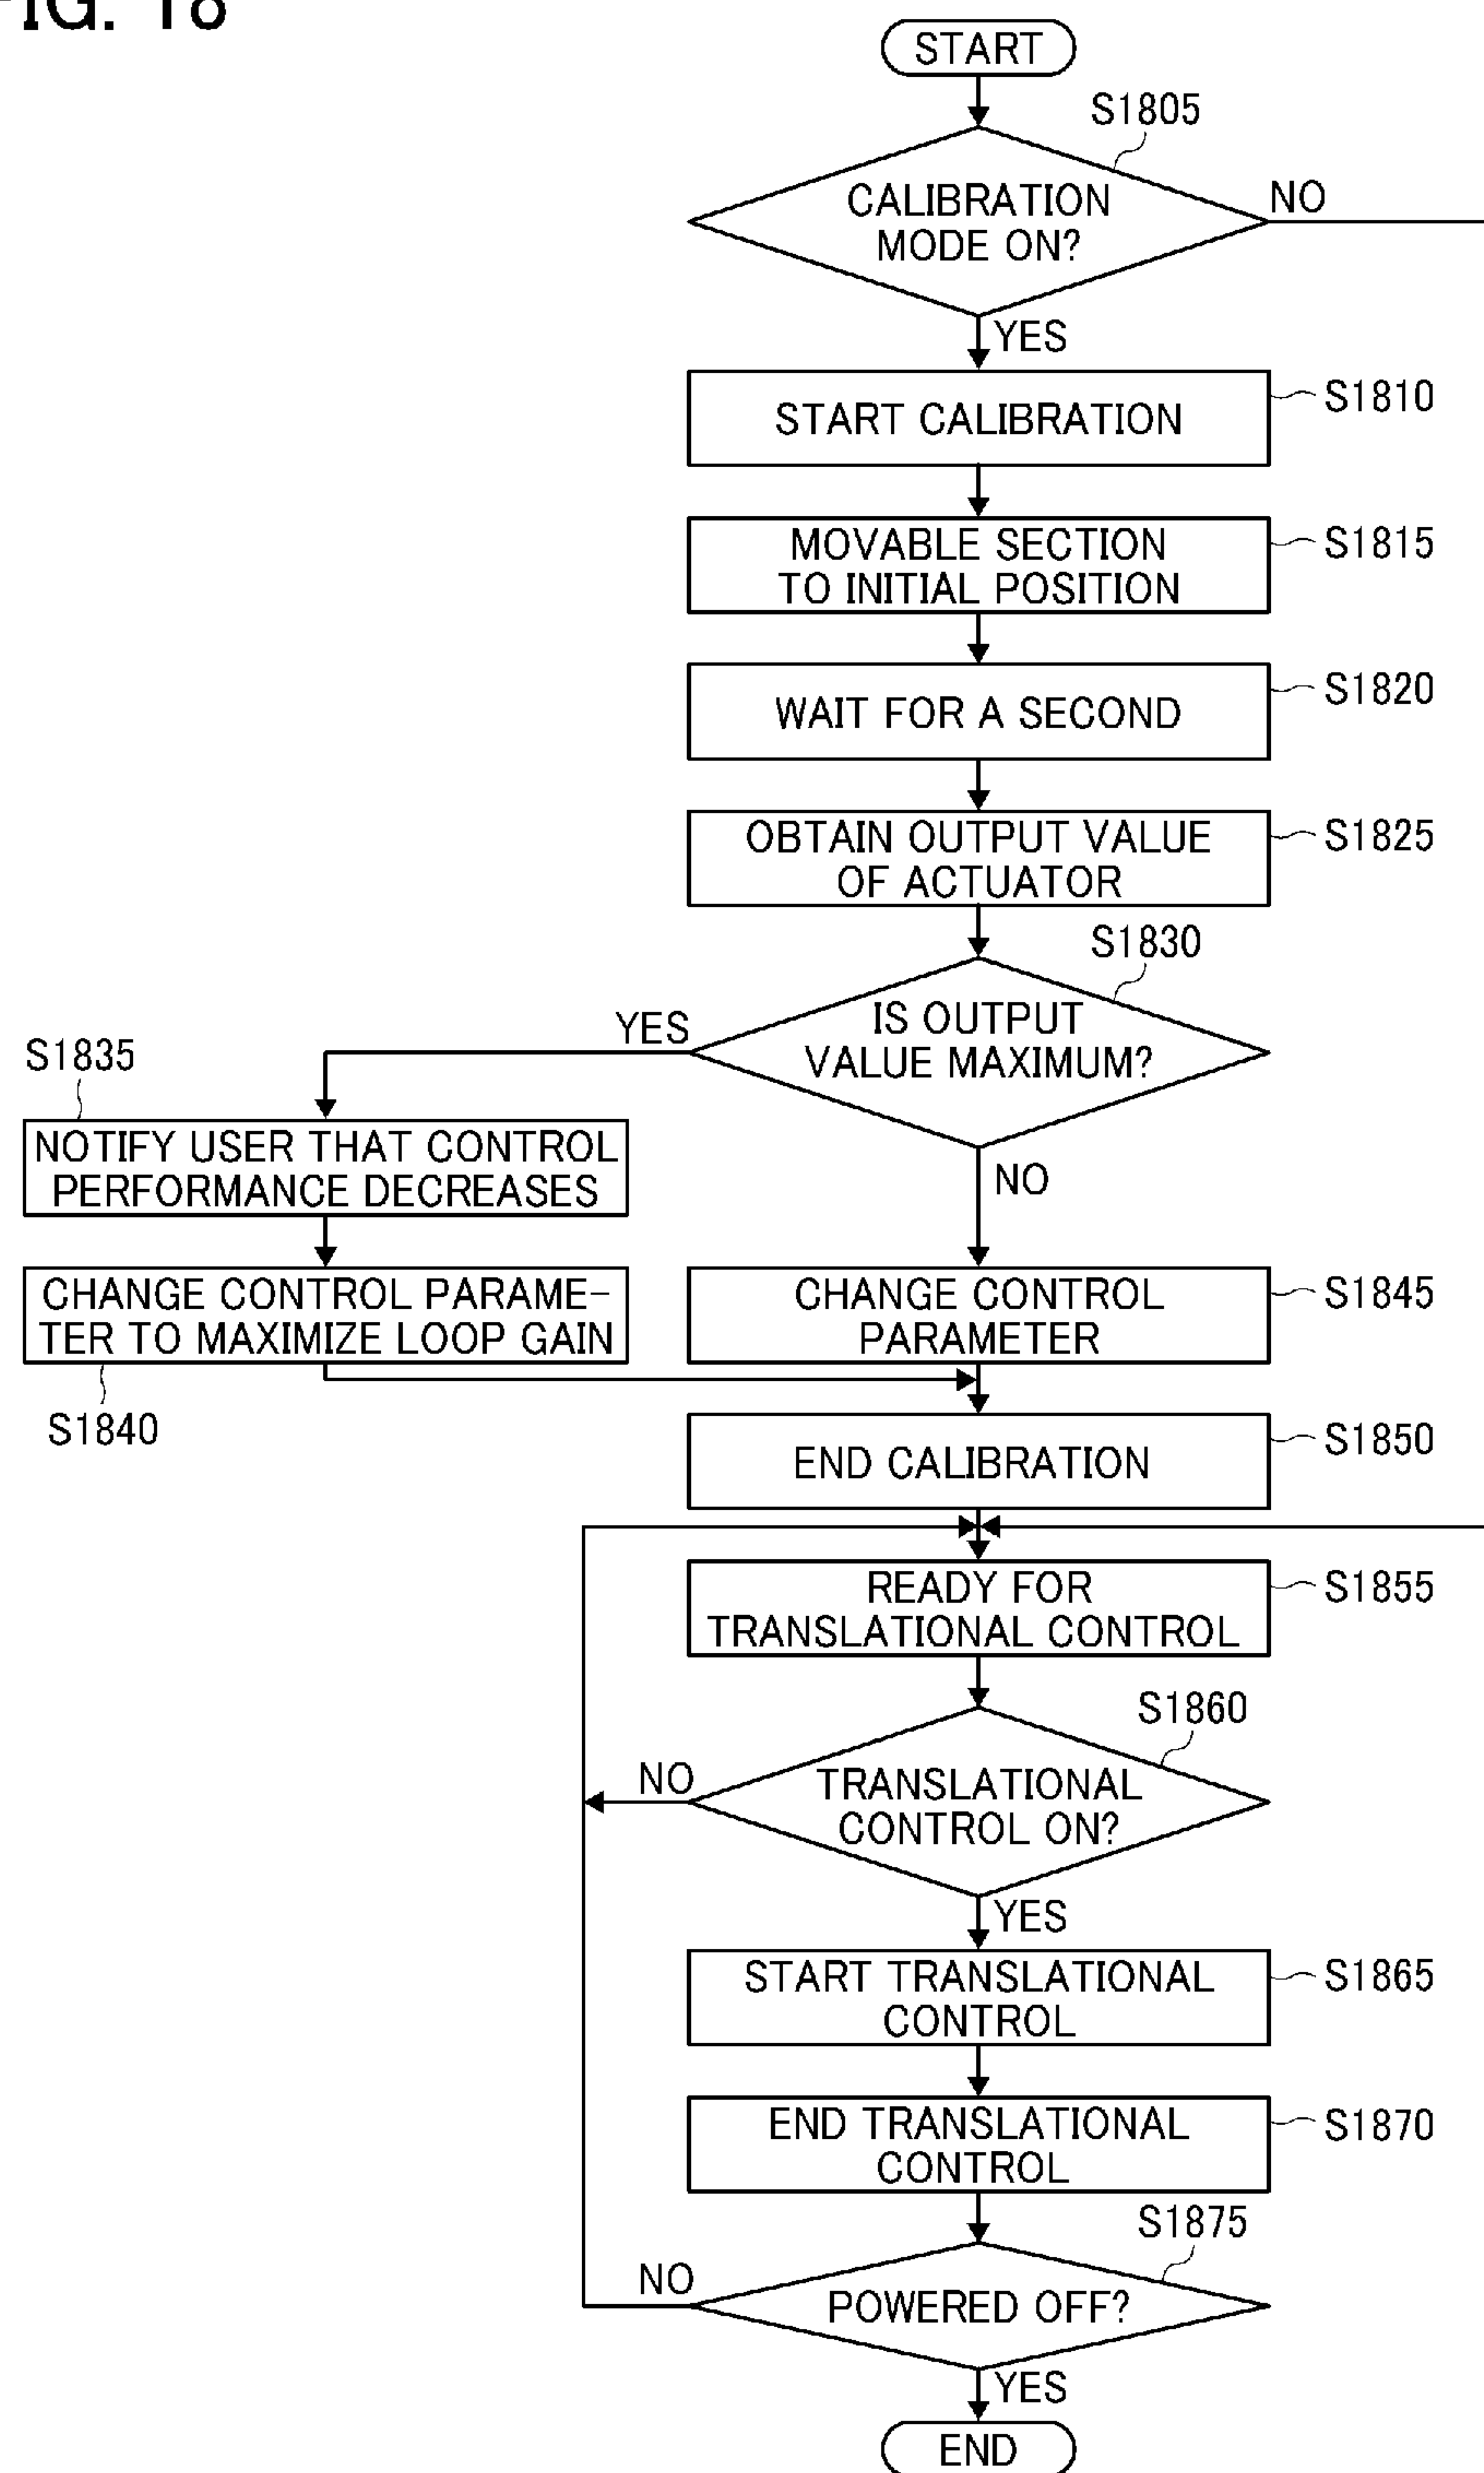 FIG. 18
START
S1805
CALIBRATION
MODE ON?
NO
YES
START CALIBRATION
S1810
MOVABLE SECTION
TO INITIAL POSITION
S1815
WAIT FOR A SECOND
S1820
OBTAIN OUTPUT VALUE
OF ACTUATOR
S1825
S1830
IS OUTPUT
VALUE MAXIMUM?
YES
S1835
NOTIFY USER THAT CONTROL
PERFORMANCE DECREASES
NO
CHANGE CONTROL PARAME-
TER TO MAXIMIZE LOOP GAIN
S1840
CHANGE CONTROL
PARAMETER
S1845
END CALIBRATION
S1850
READY FOR
TRANSLATIONAL CONTROL
S1855
S1860
TRANSLATIONAL
CONTROL ON?
NO
YES
START TRANSLATIONAL
CONTROL
S1865
END TRANSLATIONAL
CONTROL
S1870
S1875
POWERED OFF?
NO
YES
END